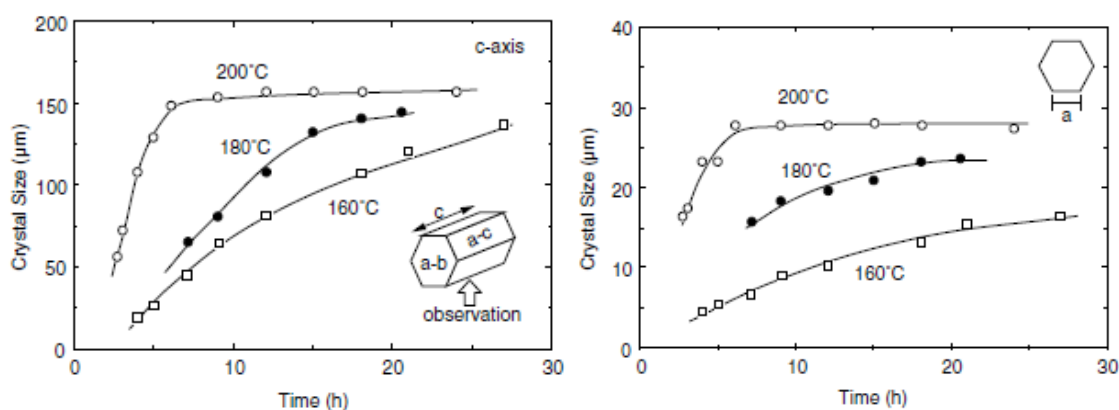 200
150
100
50
0
Crystal Size (μm)
0
10
20
30
Time (h)
c-axis
200˚C
180˚C
160˚C
c
a-b
a-c
observation
40
30
20
10
0
Crystal Size (μm)
0
10
20
30
Time (h)
200˚C
180˚C
160˚C
a